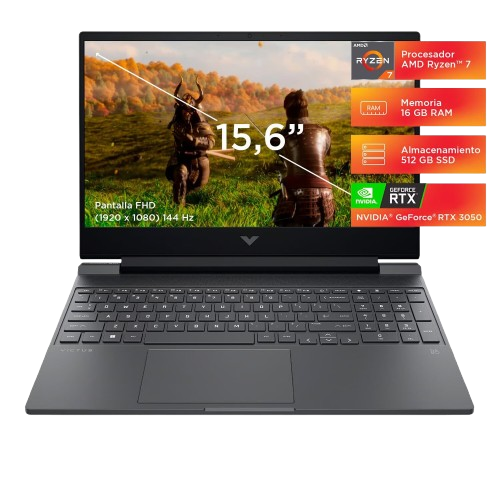 AMD
RYZEN
7
Procesador
AMD Ryzen™ 7
RAM
Memoria
16 GB RAM
15,6”
Almacenamiento
512 GB SSD
Pantalla FHD
(1920 x 1080) 144 Hz
NVIDIA.
GEFORCE
RTX
NVIDIA® GeForce® RTX 3050
VICTUS